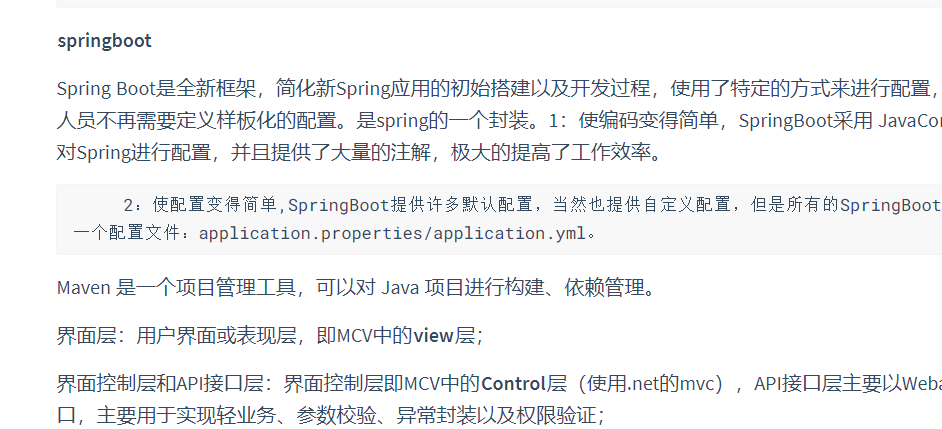 springboot
Spring Boot是全新框架，简化新Spring应用的初始搭建以及开发过程，使用了特定的方式来进行配置，
人员不再需要定义样板化的配置。是spring的一个封装。1：使编码变得简单，SpringBoot采用 JavaCon
对Spring进行配置，并且提供了大量的注解，极大的提高了工作效率。
2：使配置变得简单,SpringBoot提供许多默认配置，当然也提供自定义配置，但是所有的SpringBoot
一个配置文件：application.properties/application.yml。
Maven 是一个项目管理工具，可以对 Java 项目进行构建、依赖管理。
界面层：用户界面或表现层，即MCV中的view层；
界面控制层和API接口层：界面控制层即MCV中的Control层（使用.net的mvc），API接口层主要以Weba
口，主要用于实现轻业务、参数校验、异常封装以及权限验证；